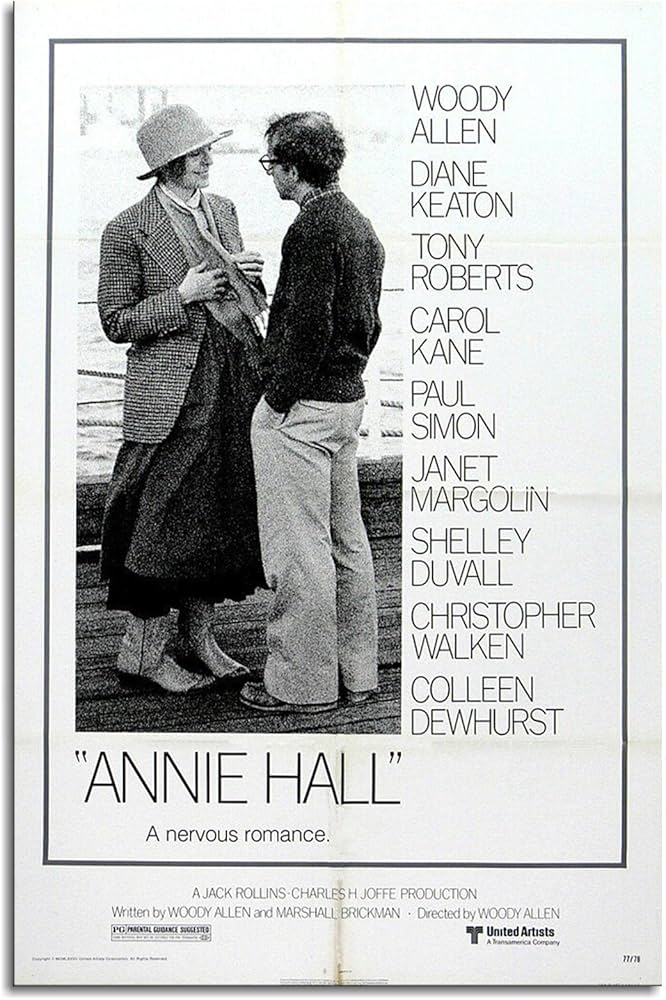 WOODY
ALLEN
DIANE
KEATON
TONY
ROBERTS
CAROL
KANE
PAUL
SIMON
JANET
MARGOLIN
SHELLEY
DUVALL
CHRISTOPHER
WALKEN
COLLEEN
DEWHURST
"ANNIE HALL"
A nervous romance.
A JACK ROLLINS-CHARLES H. JOFFE PRODUCTION
Written by WOODY ALLEN and MARSHALL BRICKMAN · Directed by WOODY ALLEN
PG PARENTAL GUIDANCE SUGGESTED
United Artists
A Transamerica Company
77/78